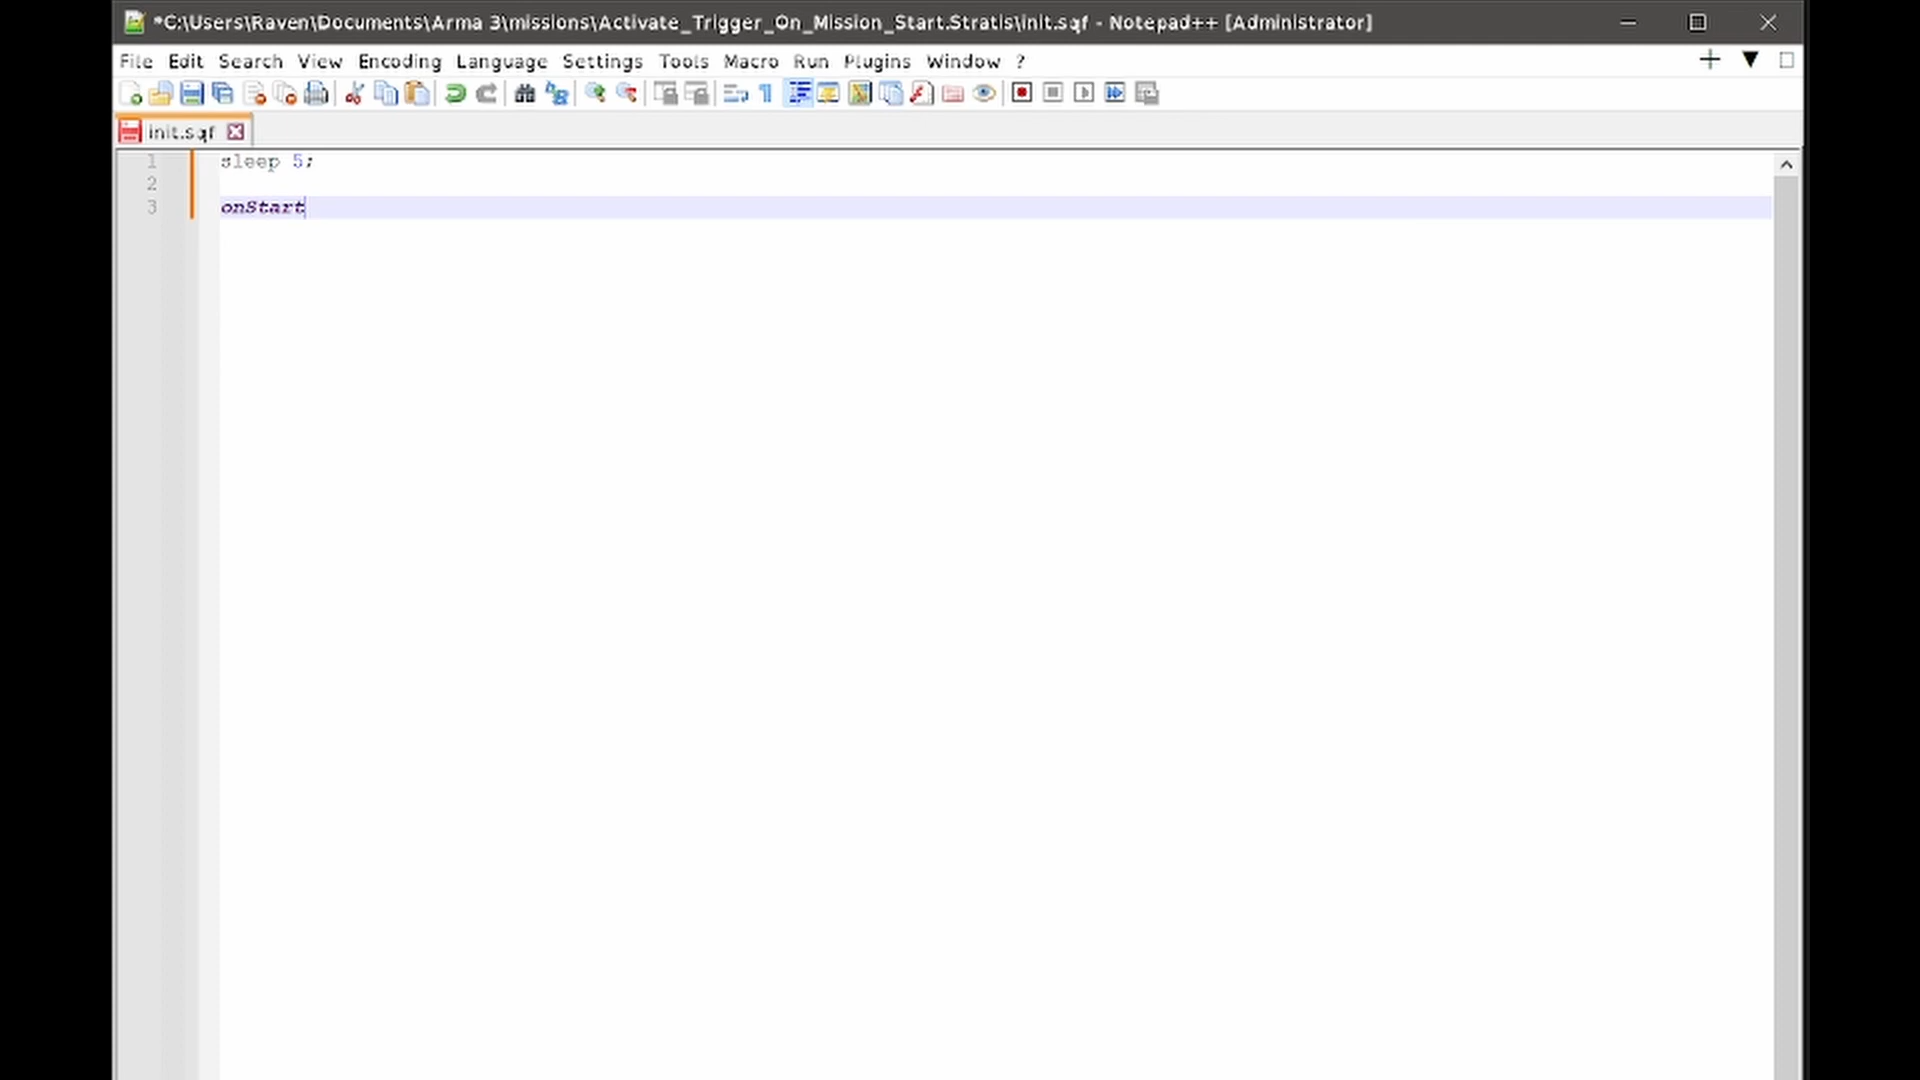 *C:\Users\Raven\Documents\Arma 3\missions\Activate_Trigger_On_Mission_Start.Stratis\init.sqf - Notepad++ [Administrator]
File Edit Search View Encoding Language Settings Tools Macro Run Plugins Window ?
init.sqf
1 sleep 5;
2
3 onStart